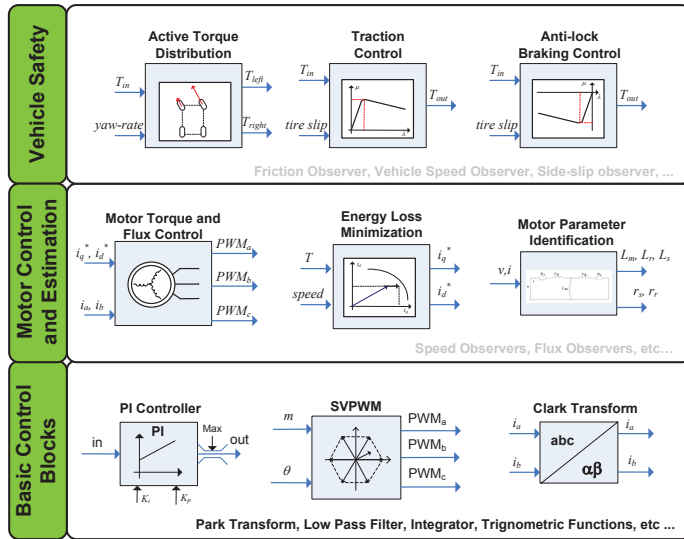 Vehicle Safety
Active Torque
Distribution
T_in
yaw-rate
T_left
T_right
Traction
Control
T_in
tire slip
μ
λ
T_out
Anti-lock
Braking Control
T_in
tire slip
μ
λ
T_out
Friction Observer, Vehicle Speed Observer, Side-slip observer, ...
Motor Control
and Estimation
Motor Torque and
Flux Control
i_q*, i_d*
i_a, i_b
PWM_a
PWM_b
PWM_c
Energy Loss
Minimization
T
speed
i_d
i_q
i_q*
i_d*
Motor Parameter
Identification
v,i
L_m, L_r, L_s
r_s, r_r
Speed Observers, Flux Observers, etc...
Basic Control
Blocks
PI Controller
in
PI
Max
out
K_i
K_p
SVPWM
m
θ
PWM_a
PWM_b
PWM_c
Clark Transform
i_a
i_b
abc
αβ
i_a
i_b
Park Transform, Low Pass Filter, Integrator, Trignometric Functions, etc ...